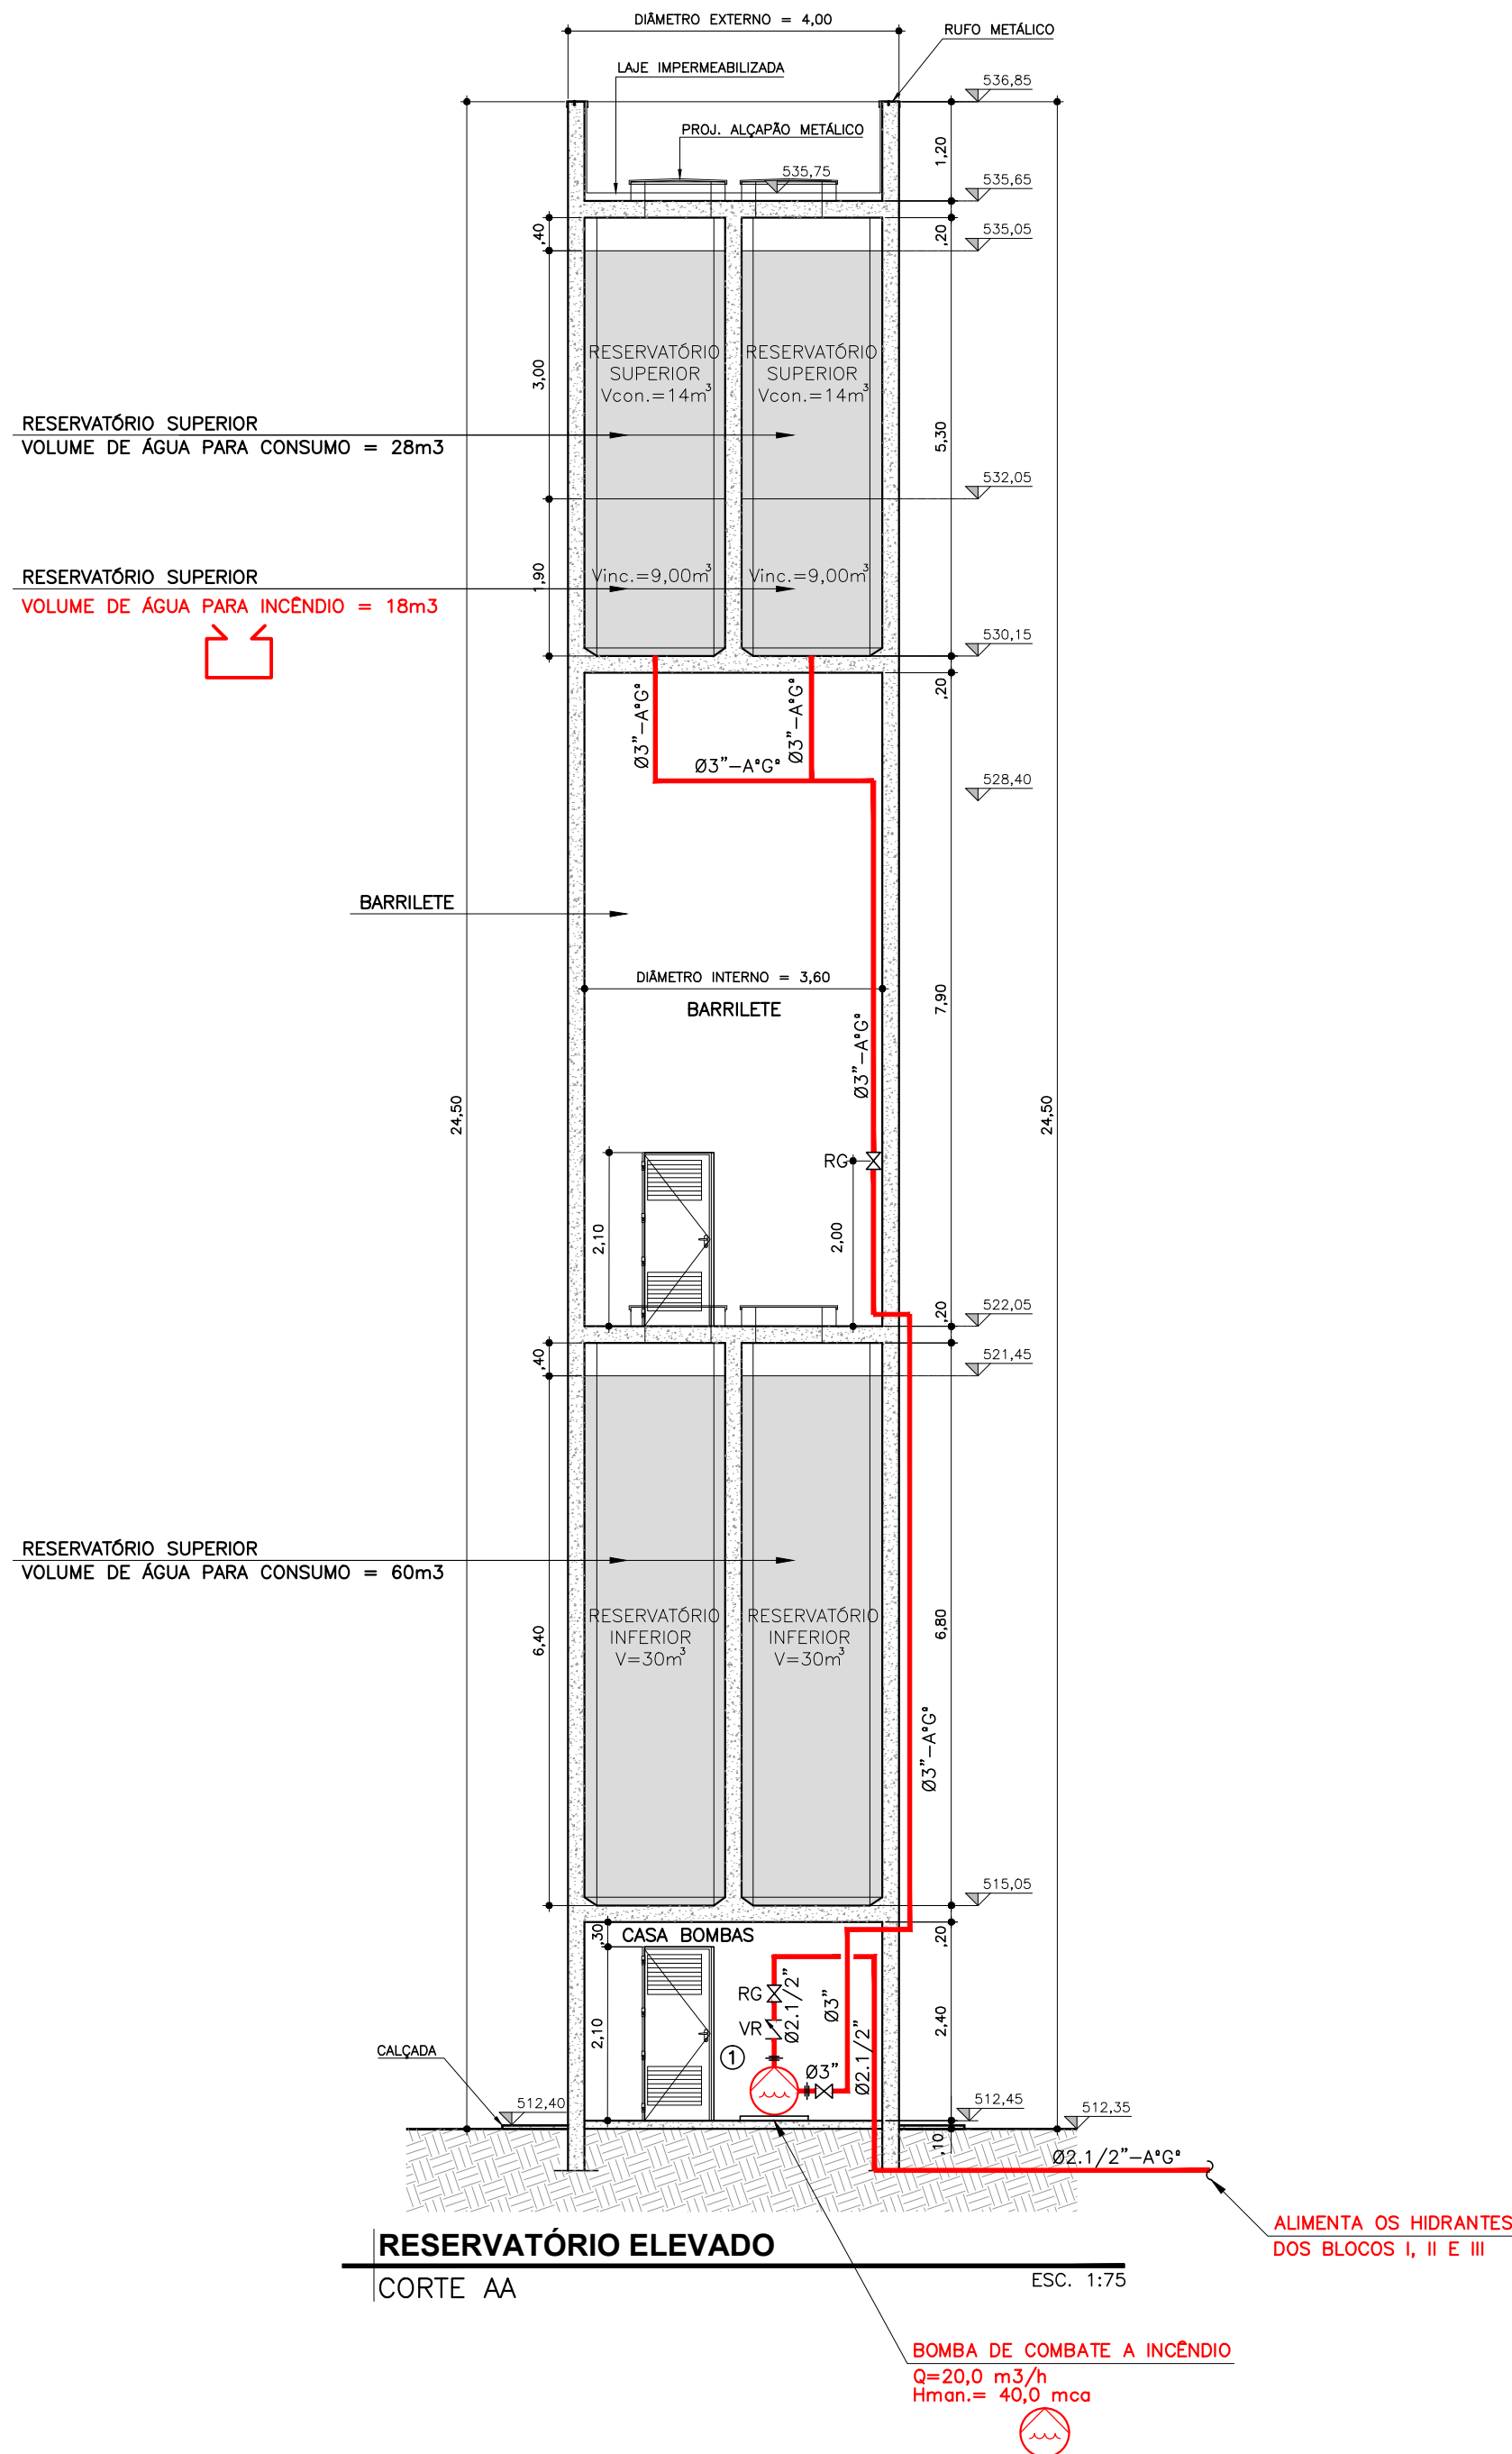 DIÂMETRO EXTERNO = 4,00
RUFO METÁLICO
LAJE IMPERMEABILIZADA
536,85
PROJ. ALÇAPÃO METÁLICO
1,20
535,75
535,65
,40
,20
535,05
RESERVATÓRIO
SUPERIOR
Vcon.=14m³
RESERVATÓRIO
SUPERIOR
Vcon.=14m³
3,00
RESERVATÓRIO SUPERIOR
VOLUME DE ÁGUA PARA CONSUMO = 28m3
5,30
532,05
RESERVATÓRIO SUPERIOR
VOLUME DE ÁGUA PARA INCÊNDIO = 18m3
1,90
Vinc.=9,00m³
Vinc.=9,00m³
530,15
,20
Ø3"-AºGº
Ø3"-AºGº
Ø3"-AºGº
528,40
BARRILETE
DIÂMETRO INTERNO = 3,60
BARRILETE
7,90
Ø3"-AºGº
24,50
24,50
RG
2,10
2,00
,20
522,05
,40
521,45
RESERVATÓRIO SUPERIOR
VOLUME DE ÁGUA PARA CONSUMO = 60m3
RESERVATÓRIO
INFERIOR
V=30m³
RESERVATÓRIO
INFERIOR
V=30m³
6,40
6,80
Ø3"-AºGº
515,05
,30
CASA BOMBAS
,20
RG
Ø2.1/2"
Ø3"
VR
2,10
2,40
CALÇADA
1
Ø3"
Ø2.1/2"
512,40
512,45
512,35
,10
Ø2.1/2"-AºGº
ALIMENTA OS HIDRANTES
DOS BLOCOS I, II E III
RESERVATÓRIO ELEVADO
CORTE AA
ESC. 1:75
BOMBA DE COMBATE A INCÊNDIO
Q=20,0 m3/h
Hman.= 40,0 mca